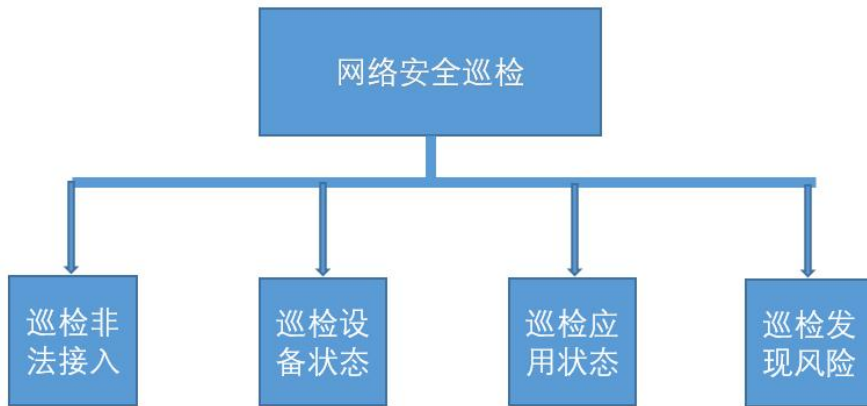 网络安全巡检
巡检非
法接入
巡检设
备状态
巡检应
用状态
巡检发
现风险